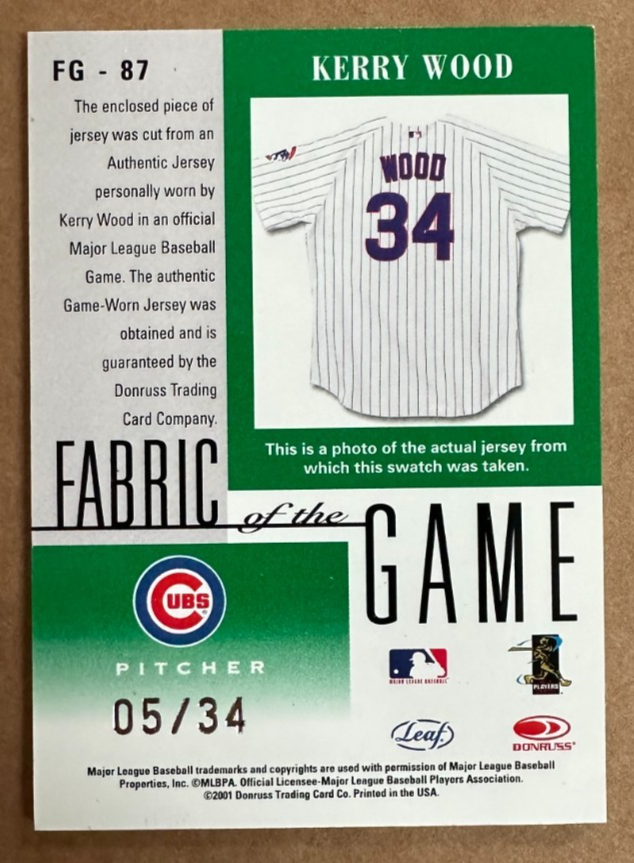 FG - 87
The enclosed piece of
jersey was cut from an
Authentic Jersey
personally worn by
Kerry Wood in an official
Major League Baseball
Game. The authentic
Game-Worn Jersey was
obtained and is
guaranteed by the
Donruss Trading
Card Company.
KERRY WOOD
WOOD
34
This is a photo of the actual jersey from
which this swatch was taken.
FABRIC
of the
GAME
CUBS
PITCHER
05/34
MAJOR LEAGUE BASEBALL
PLAYERS
Leaf
DONRUSS
Major League Baseball trademarks and copyrights are used with permission of Major League Baseball
Properties, Inc. ©MLBPA. Official Licensee-Major League Baseball Players Association.
©2001 Donruss Trading Card Co. Printed in the USA.